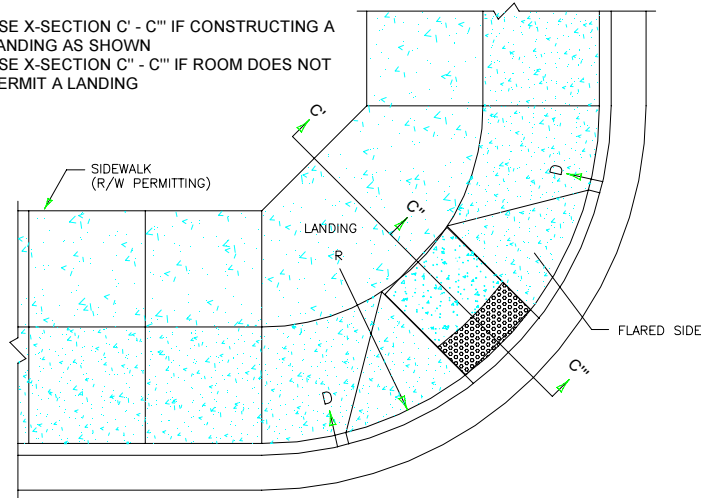 SE X-SECTION C' - C''' IF CONSTRUCTING A
ANDING AS SHOWN
SE X-SECTION C'' - C''' IF ROOM DOES NOT
ERMIT A LANDING
C'
SIDEWALK
(R/W PERMITTING)
D
C''
LANDING
R
FLARED SIDE
C'''
D